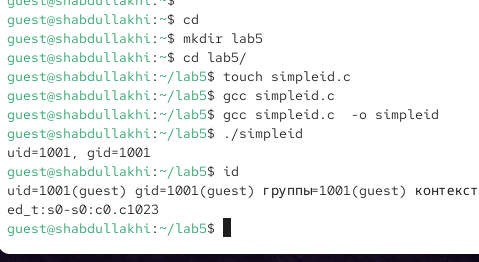 guest@shabdullakhi:~$
guest@shabdullakhi:~$ cd
guest@shabdullakhi:~$ mkdir lab5
guest@shabdullakhi:~$ cd lab5/
guest@shabdullakhi:~/lab5$ touch simpleid.c
guest@shabdullakhi:~/lab5$ gcc simpleid.c
guest@shabdullakhi:~/lab5$ gcc simpleid.c  -o simpleid
guest@shabdullakhi:~/lab5$ ./simpleid
uid=1001, gid=1001
guest@shabdullakhi:~/lab5$ id
uid=1001(guest) gid=1001(guest) группы=1001(guest) контекст
ed_t:s0-s0:c0.c1023
guest@shabdullakhi:~/lab5$